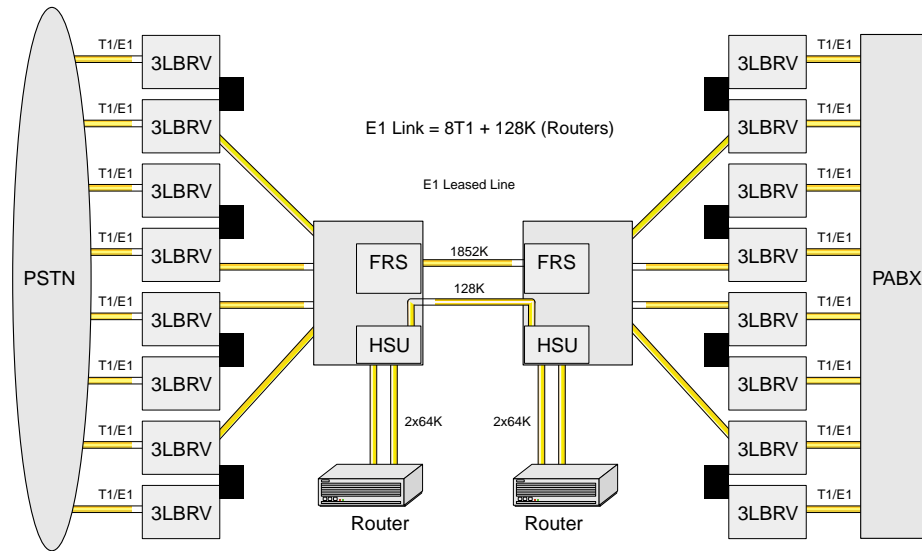 T1/E1
3LBRV
3LBRV
T1/E1
T1/E1
3LBRV
3LBRV
T1/E1
E1 Link = 8T1 + 128K (Routers)
T1/E1
3LBRV
3LBRV
T1/E1
E1 Leased Line
T1/E1
3LBRV
3LBRV
T1/E1
FRS
1852K
FRS
PSTN
PABX
128K
T1/E1
3LBRV
3LBRV
T1/E1
HSU
HSU
T1/E1
3LBRV
3LBRV
T1/E1
2x64K
2x64K
T1/E1
3LBRV
3LBRV
T1/E1
T1/E1
3LBRV
3LBRV
T1/E1
Router
Router